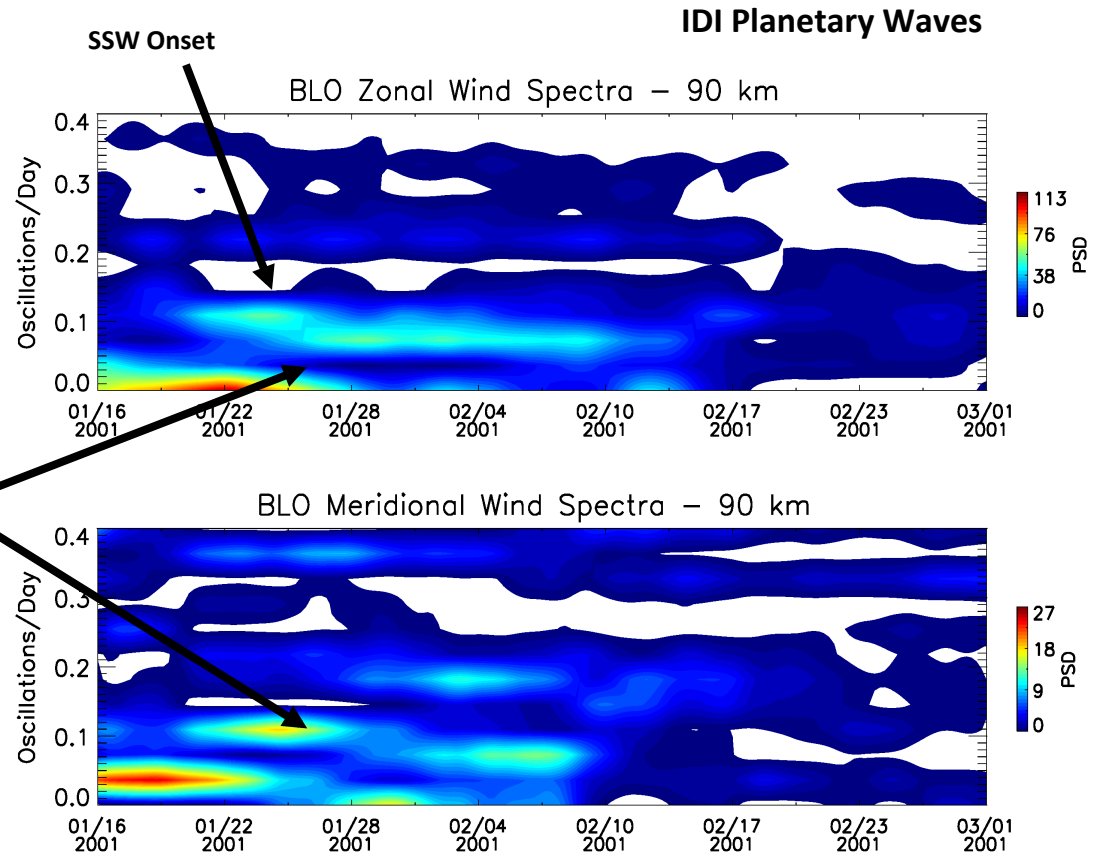 IDI Planetary Waves
SSW Onset
BLO Zonal Wind Spectra – 90 km
Oscillations/Day
0.4
0.3
0.2
0.1
0.0
01/16 01/22 01/28 02/04 02/10 02/17 02/23 03/01
2001 2001 2001 2001 2001 2001 2001 2001
113
76
38
0
PSD
BLO Meridional Wind Spectra – 90 km
Oscillations/Day
0.4
0.3
0.2
0.1
0.0
01/16 01/22 01/28 02/04 02/10 02/17 02/23 03/01
2001 2001 2001 2001 2001 2001 2001 2001
27
18
9
0
PSD